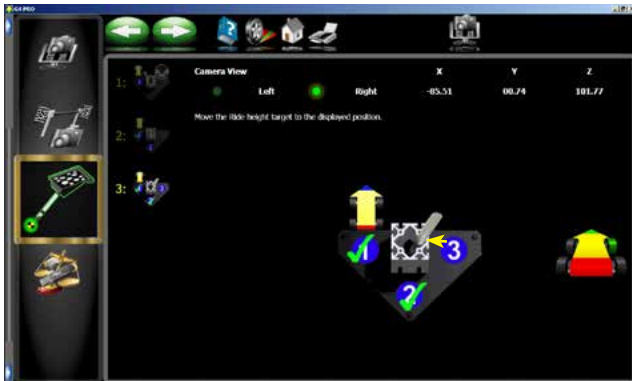 G4 PRO
1:
Camera View X Y Z
Left Right -85.51 00.74 101.77
Move the Ride height target to the displayed position.
2:
3:
1 3
2